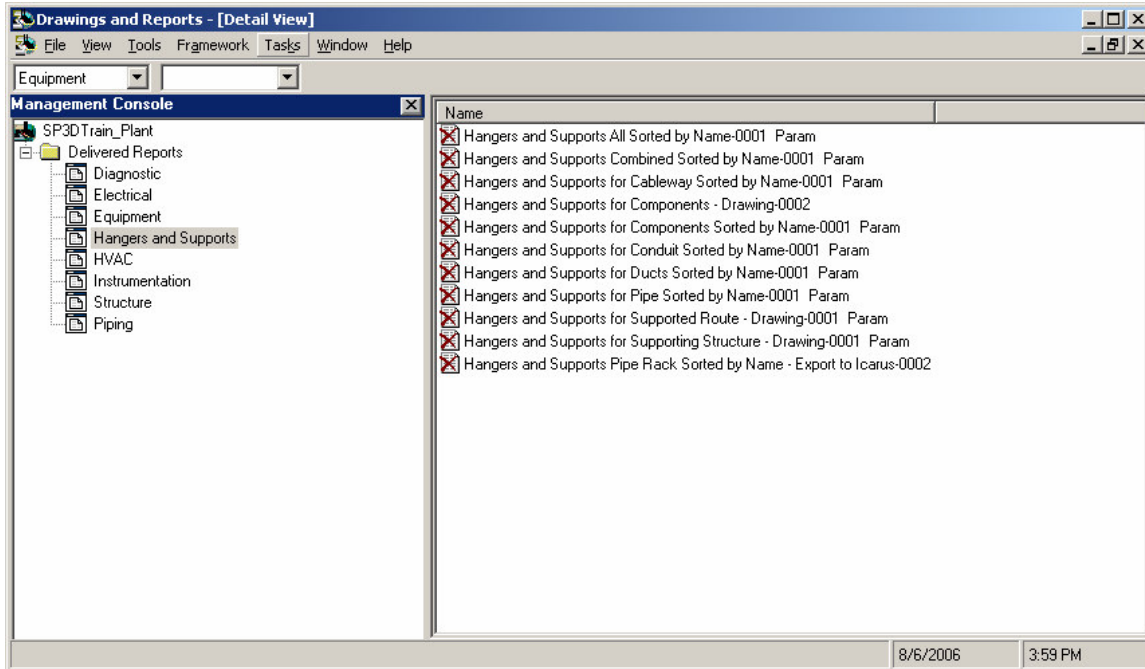 Drawings and Reports - [Detail View]
File View Tools Framework Tasks Window Help
Equipment
Management Console
SP3DTrain_Plant
Delivered Reports
Diagnostic
Electrical
Equipment
Hangers and Supports
HVAC
Instrumentation
Structure
Piping
Name
Hangers and Supports All Sorted by Name-0001 Param
Hangers and Supports Combined Sorted by Name-0001 Param
Hangers and Supports for Cableway Sorted by Name-0001 Param
Hangers and Supports for Components - Drawing-0002
Hangers and Supports for Components Sorted by Name-0001 Param
Hangers and Supports for Conduit Sorted by Name-0001 Param
Hangers and Supports for Ducts Sorted by Name-0001 Param
Hangers and Supports for Pipe Sorted by Name-0001 Param
Hangers and Supports for Supported Route - Drawing-0001 Param
Hangers and Supports for Supporting Structure - Drawing-0001 Param
Hangers and Supports Pipe Rack Sorted by Name - Export to Icarus-0002
8/6/2006 3:59 PM